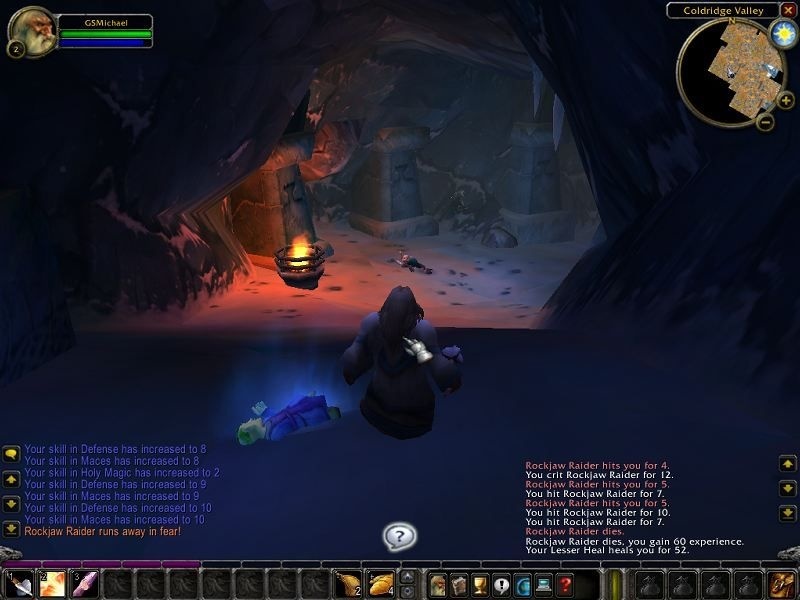 GSMichael
2
Coldridge Valley
N
Your skill in Defense has increased to 8
Your skill in Maces has increased to 8
Your skill in Holy Magic has increased to 2
Your skill in Defense has increased to 9
Your skill in Maces has increased to 9
Your skill in Defense has increased to 10
Your skill in Maces has increased to 10
Rockjaw Raider runs away in fear!
Rockjaw Raider hits you for 4.
You crit Rockjaw Raider for 12.
Rockjaw Raider hits you for 5.
You hit Rockjaw Raider for 7.
Rockjaw Raider hits you for 5.
You hit Rockjaw Raider for 10.
You hit Rockjaw Raider for 7.
Rockjaw Raider dies.
Rockjaw Raider dies, you gain 60 experience.
Your Lesser Heal heals you for 52.
?
1 2 3 2 4 ! ?